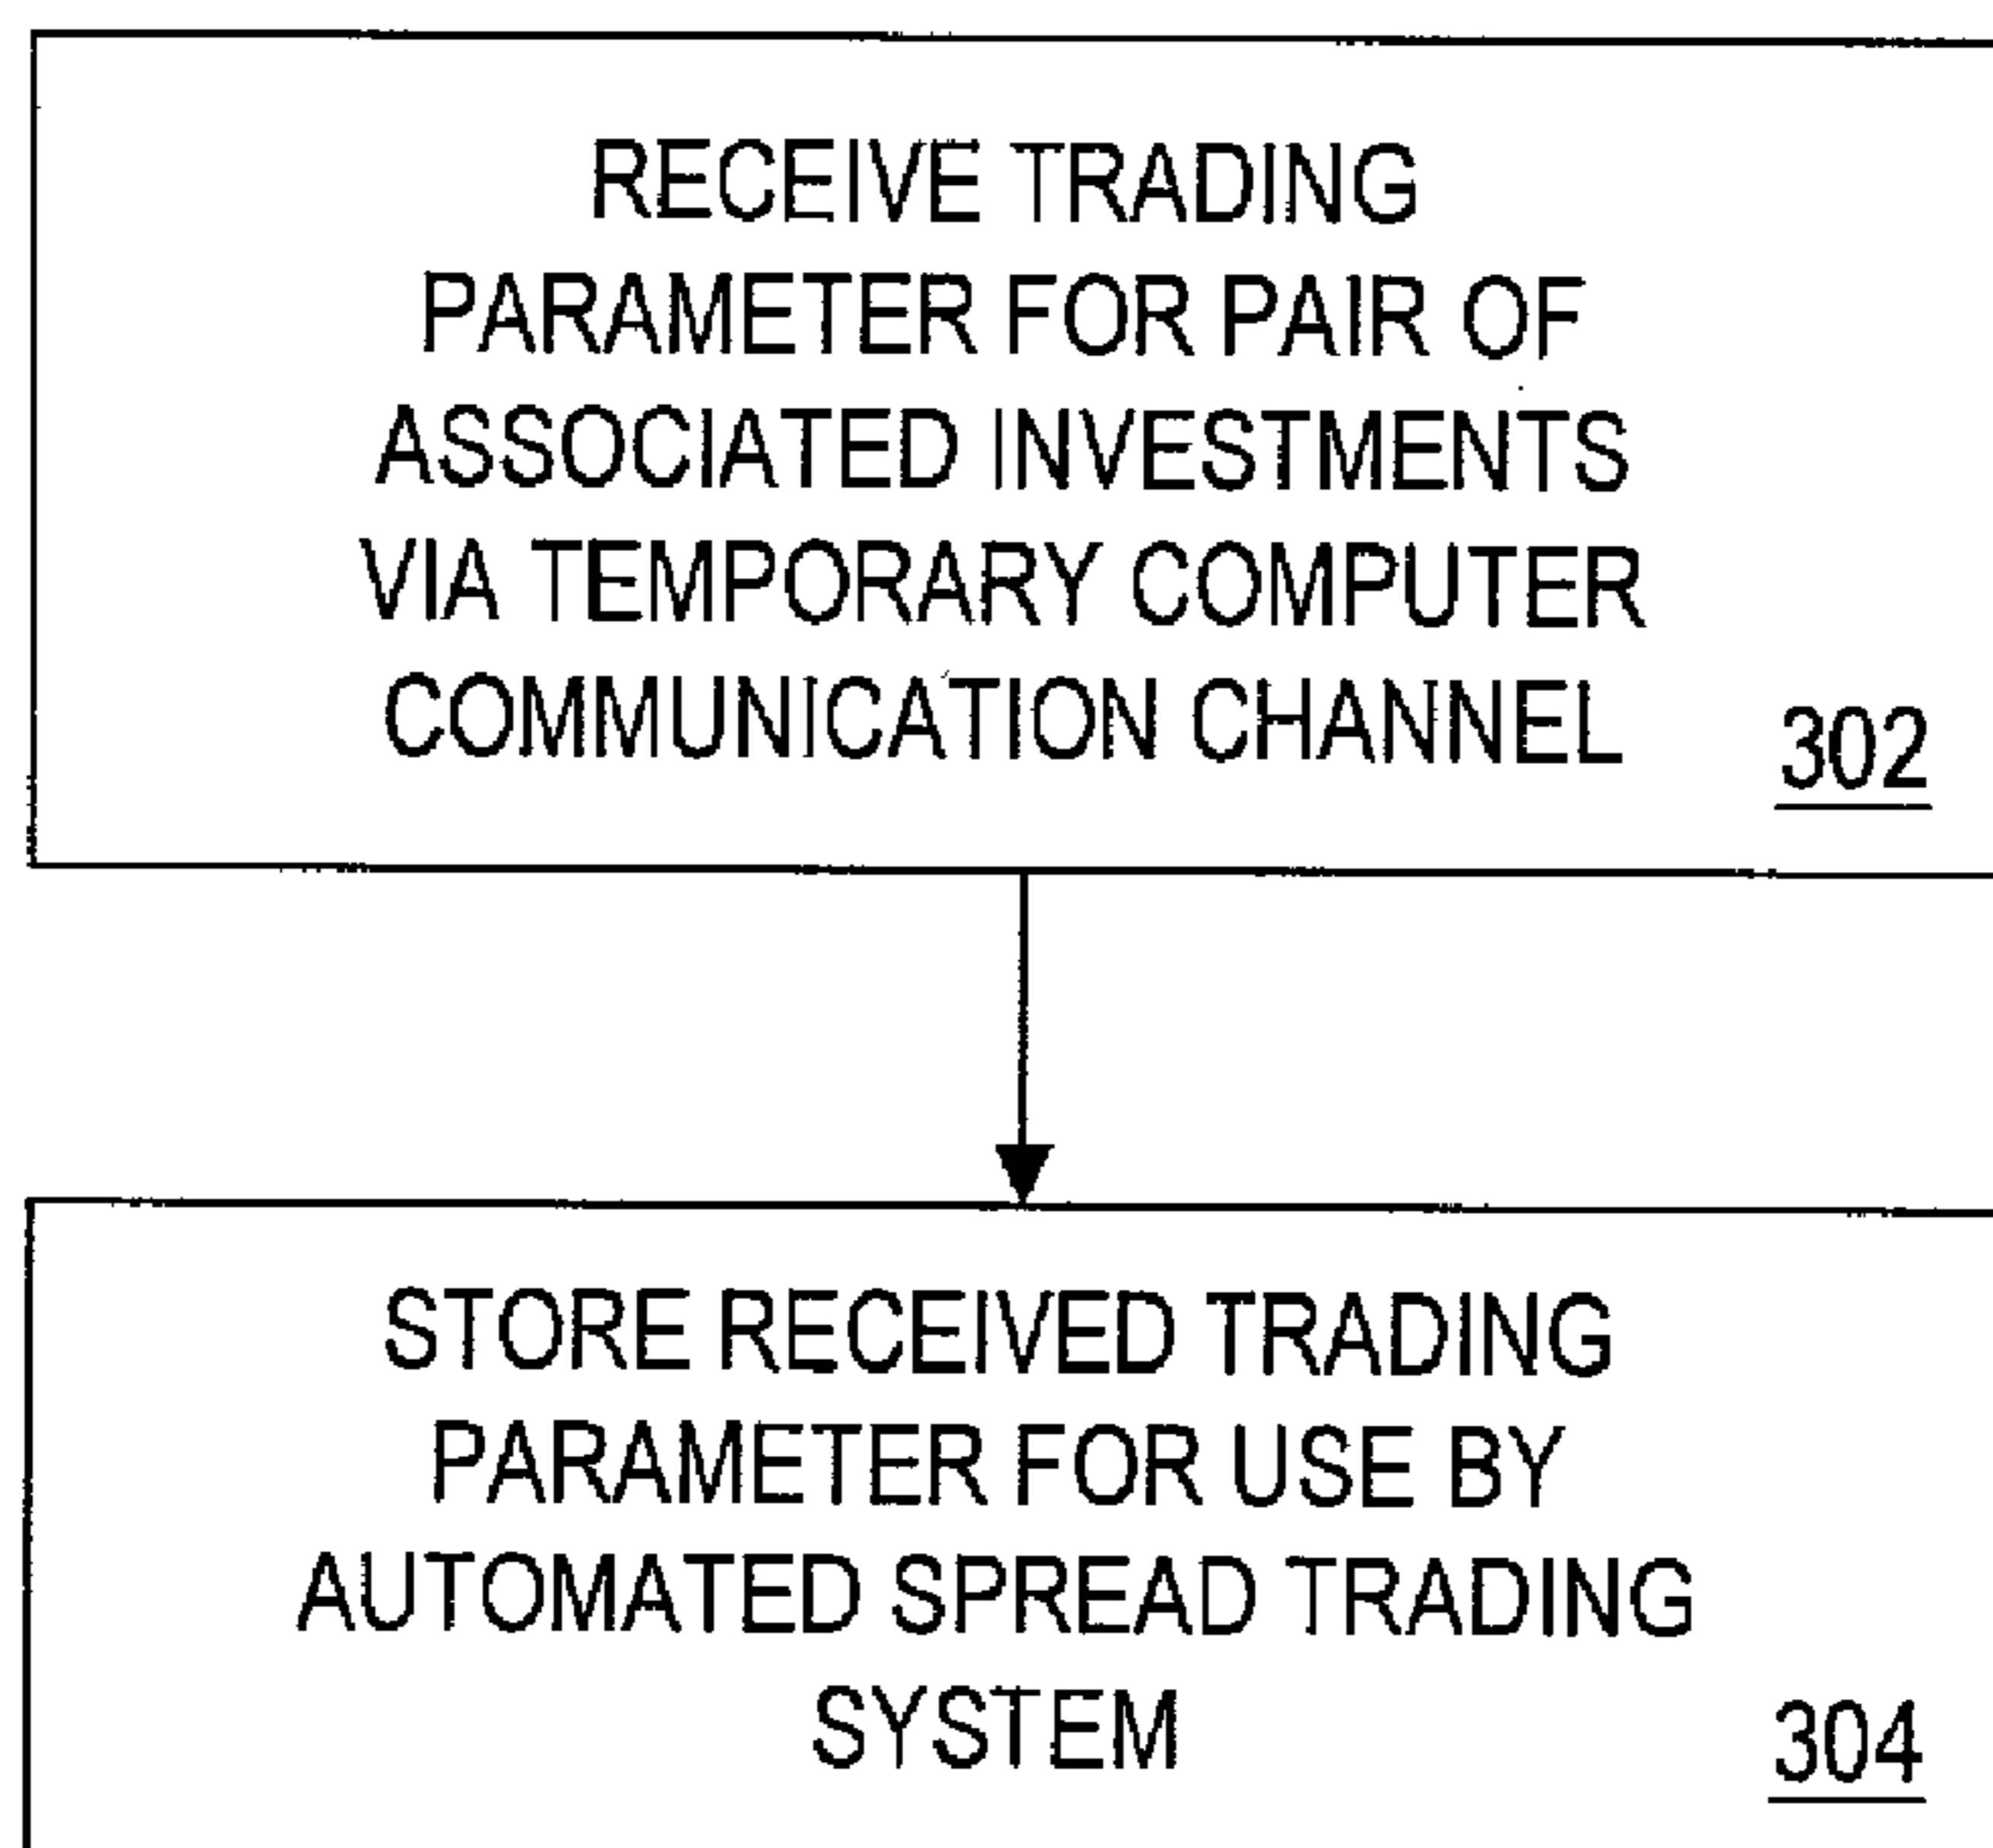 RECEIVE TRADING
PARAMETER FOR PAIR OF
ASSOCIATED INVESTMENTS
VIA TEMPORARY COMPUTER
COMMUNICATION CHANNEL
302
STORE RECEIVED TRADING
PARAMETER FOR USE BY
AUTOMATED SPREAD TRADING
SYSTEM
304